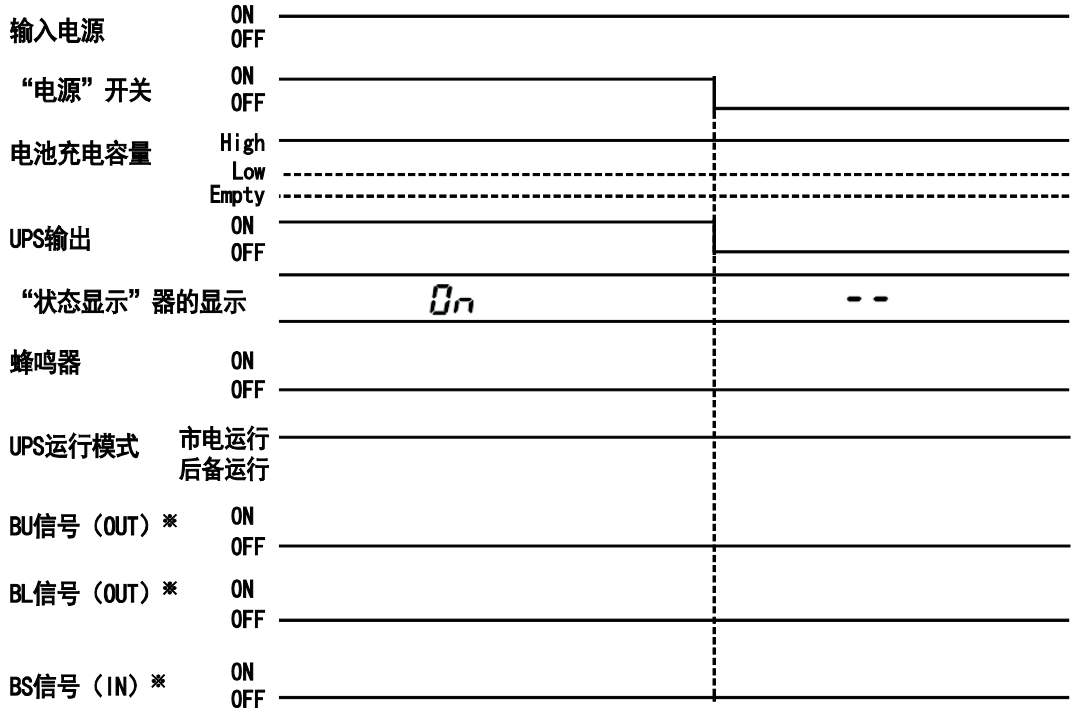 输入电源 ON
OFF
“电源”开关 ON
OFF
电池充电容量 High
Low
Empty
UPS输出 ON
OFF
“状态显示”器的显示 On --
蜂鸣器 ON
OFF
UPS运行模式 市电运行
后备运行
BU信号（OUT）※ ON
OFF
BL信号（OUT）※ ON
OFF
BS信号（IN）※ ON
OFF